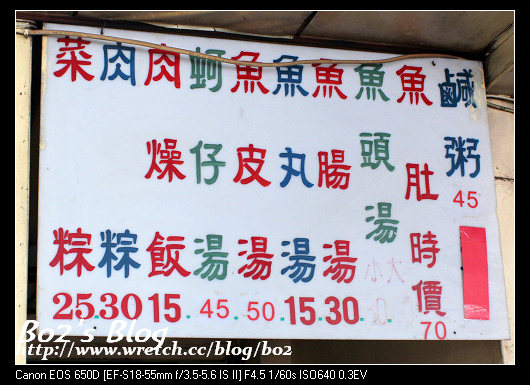 鹹粥
45
魚肚時價
70
魚頭湯
大小
魚腸湯
30
魚丸湯
15
魚皮湯
50
蚵仔湯
45
肉燥飯
15
肉粽
30
菜粽
25
Bo2's Blog
http://www.wretch.cc/blog/bo2
Canon EOS 650D [EF-S18-55mm f/3.5-5.6 IS II] F4.5 1/60s ISO640 0.3EV